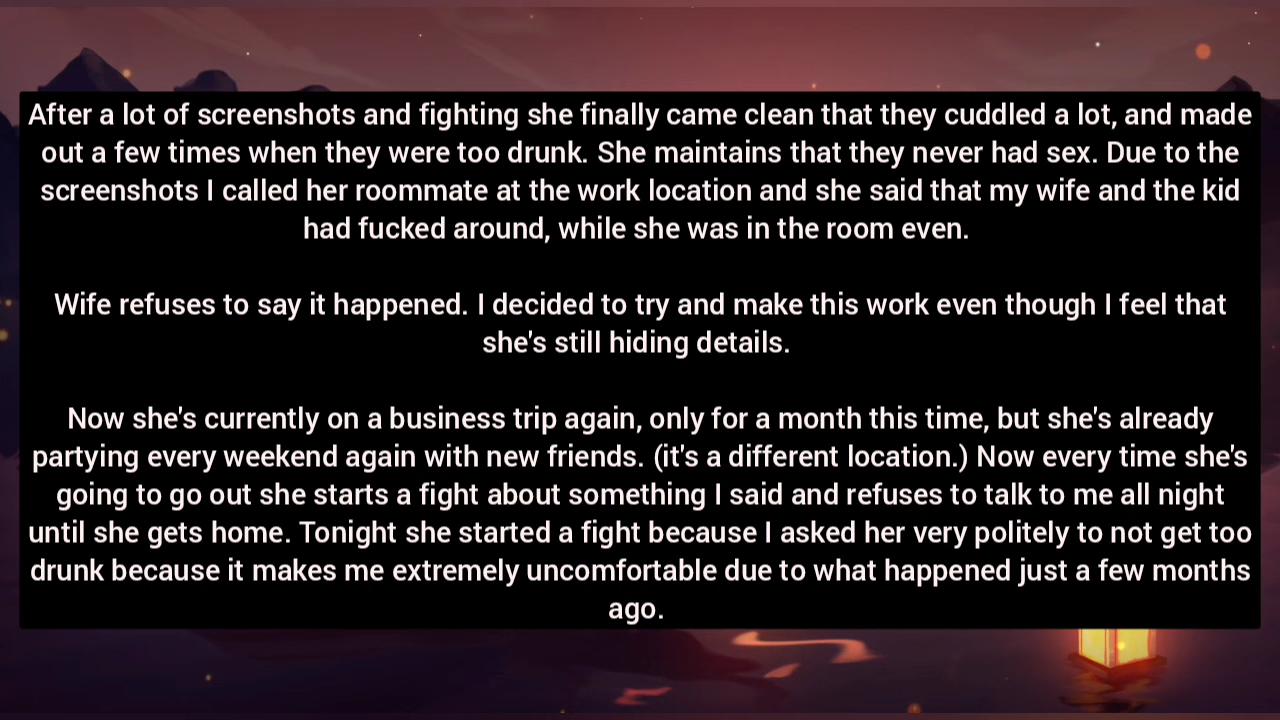 After a lot of screenshots and fighting she finally came clean that they cuddled a lot, and made
out a few times when they were too drunk. She maintains that they never had sex. Due to the
screenshots I called her roommate at the work location and she said that my wife and the kid
had fucked around, while she was in the room even.
Wife refuses to say it happened. I decided to try and make this work even though I feel that
she's still hiding details.
Now she's currently on a business trip again, only for a month this time, but she's already
partying every weekend again with new friends. (it's a different location.) Now every time she's
going to go out she starts a fight about something I said and refuses to talk to me all night
until she gets home. Tonight she started a fight because I asked her very politely to not get too
drunk because it makes me extremely uncomfortable due to what happened just a few months
ago.